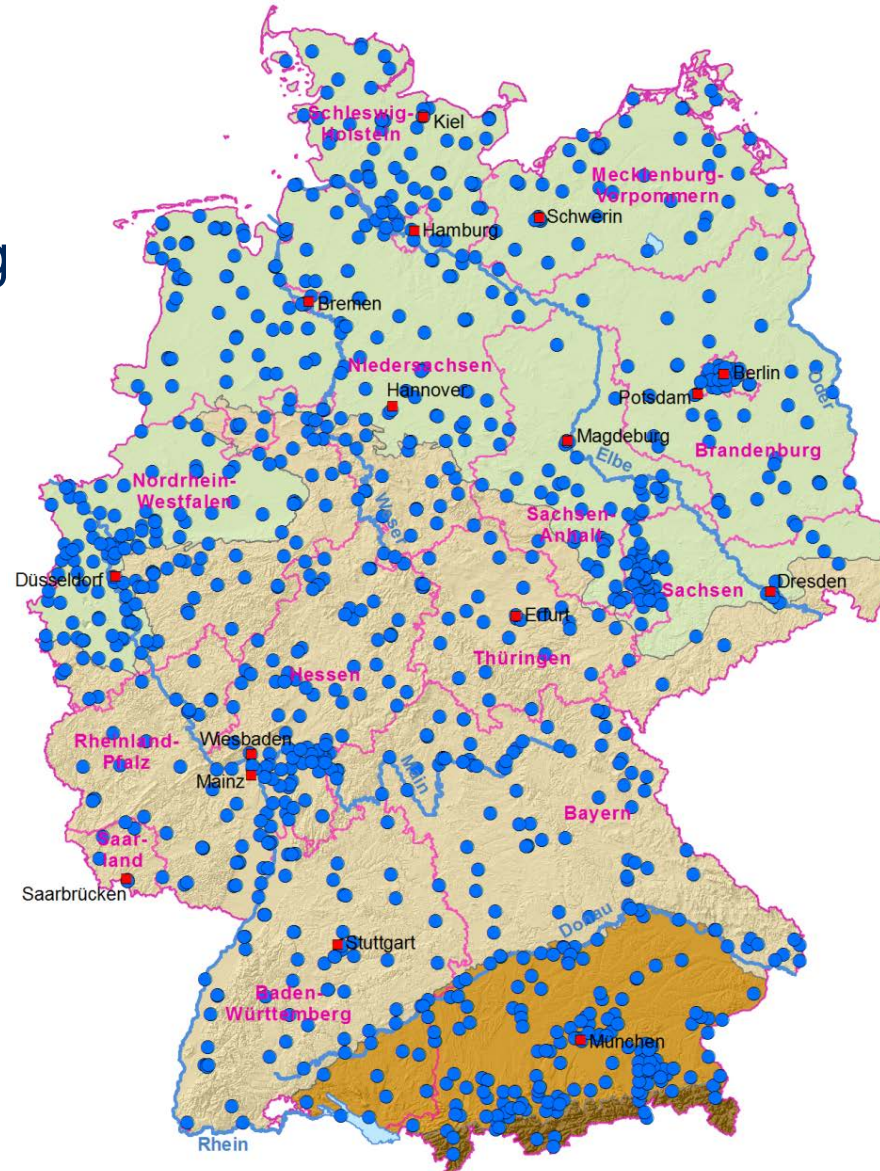 Schleswig-
Holstein
Kiel
Mecklenburg-
Vorpommern
Schwerin
Hamburg
g
Bremen
Niedersachsen
Hannover
Berlin
Potsdam
Oder
Magdeburg
Brandenburg
Elbe
Nordrhein-
Westfalen
Weser
Sachsen-
Anhalt
Düsseldorf
Sachsen
Dresden
Erfurt
Thüringen
Hessen
Rheinland-
Pfalz
Wiesbaden
Mainz
Main
Bayern
Saar-
land
Saarbrücken
Donau
Stuttgart
Baden-
Württemberg
München
Rhein